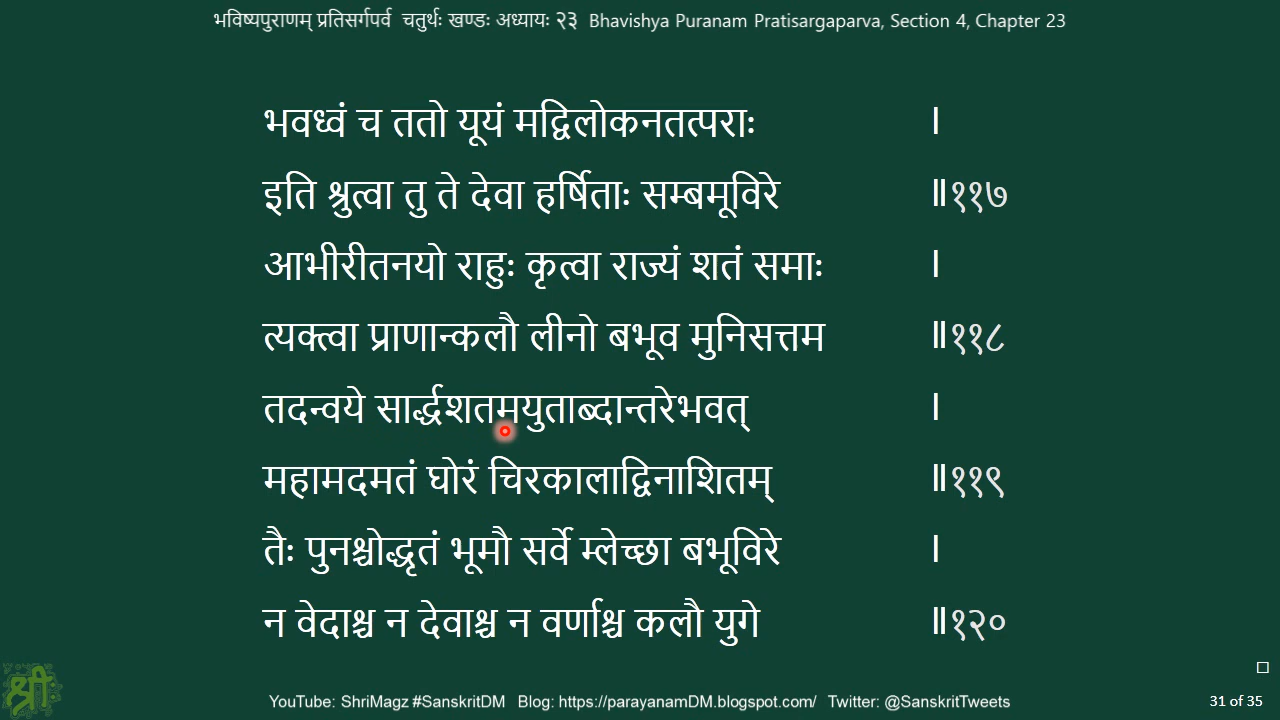 भविष्यपुराणम् प्रतिसर्गपर्व चतुर्थः खण्डः अध्यायः २३ Bhavishya Puranam Pratisargaparva, Section 4, Chapter 23
भवध्वं च ततो यूयं मद्विलोकनतत्पराः ।
इति श्रुत्वा तु ते देवा हर्षिताः सम्बमूविरे ॥११७
आभीरीतनयो राहुः कृत्वा राज्यं शतं समाः ।
त्यक्त्वा प्राणान्कलौ लीनो बभूव मुनिसत्तम ॥११८
तदन्वये सार्द्धशतमयुताब्दान्तरेभवत् ।
महामदमतं घोरं चिरकालाद्विनाशितम् ॥११९
तैः पुनश्चोद्धृतं भूमौ सर्वे म्लेच्छा बभूविरे ।
न वेदाश्च न देवाश्च न वर्णाश्च कलौ युगे ॥१२०
श्रीः
YouTube: ShriMagz #SanskritDM Blog: https://parayanamDM.blogspot.com/ Twitter: @SanskritTweets
31 of 35